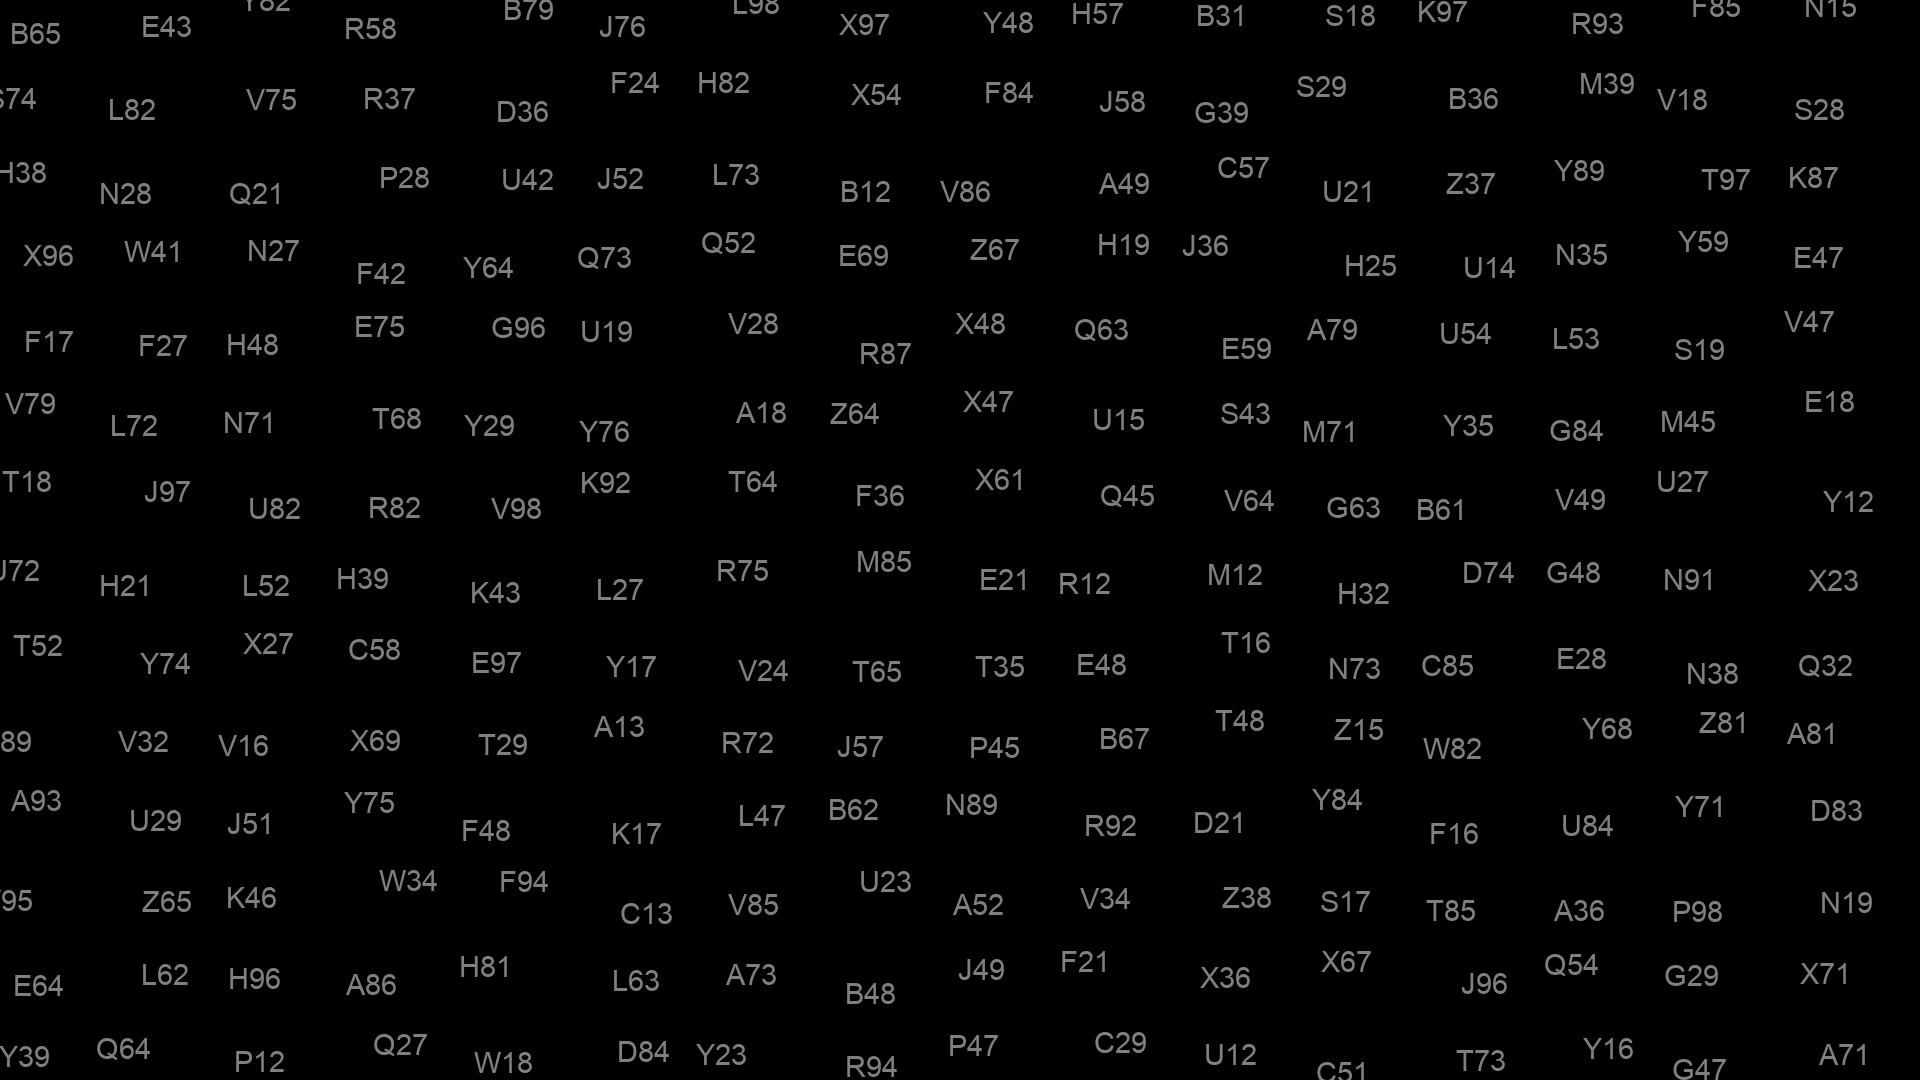 B65 E43 Y82 R58 B79 J76 L98 X97 Y48 H57 B31 S18 K97 R93 F85 N15
S74 L82 V75 R37 D36 F24 H82 X54 F84 J58 G39 S29 B36 M39 V18 S28
H38 N28 Q21 P28 U42 J52 L73 B12 V86 A49 C57 U21 Z37 Y89 T97 K87
X96 W41 N27 F42 Y64 Q73 Q52 E69 Z67 H19 J36 H25 U14 N35 Y59 E47
F17 F27 H48 E75 G96 U19 V28 R87 X48 Q63 E59 A79 U54 L53 S19 V47
V79 L72 N71 T68 Y29 Y76 A18 Z64 X47 U15 S43 M71 Y35 G84 M45 E18
T18 J97 U82 R82 V98 K92 T64 F36 X61 Q45 V64 G63 B61 V49 U27 Y12
J72 H21 L52 H39 K43 L27 R75 M85 E21 R12 M12 H32 D74 G48 N91 X23
T52 Y74 X27 C58 E97 Y17 V24 T65 T35 E48 T16 N73 C85 E28 N38 Q32
89 V32 V16 X69 T29 A13 R72 J57 P45 B67 T48 Z15 W82 Y68 Z81 A81
A93 U29 J51 Y75 F48 K17 L47 B62 N89 R92 D21 Y84 F16 U84 Y71 D83
95 Z65 K46 W34 F94 C13 V85 U23 A52 V34 Z38 S17 T85 A36 P98 N19
E64 L62 H96 A86 H81 L63 A73 B48 J49 F21 X36 X67 J96 Q54 G29 X71
Y39 Q64 P12 Q27 W18 D84 Y23 R94 P47 C29 U12 C51 T73 Y16 G47 A71